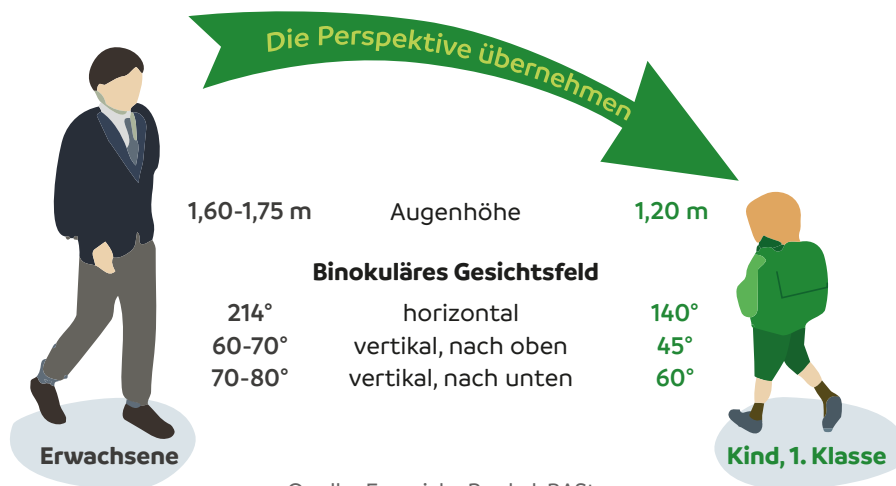 Die Perspektive übernehmen
1,60-1,75 m Augenhöhe 1,20 m
Binokuläres Gesichtsfeld
214° horizontal 140°
60-70° vertikal, nach oben 45°
70-80° vertikal, nach unten 60°
Erwachsene Kind, 1. Klasse